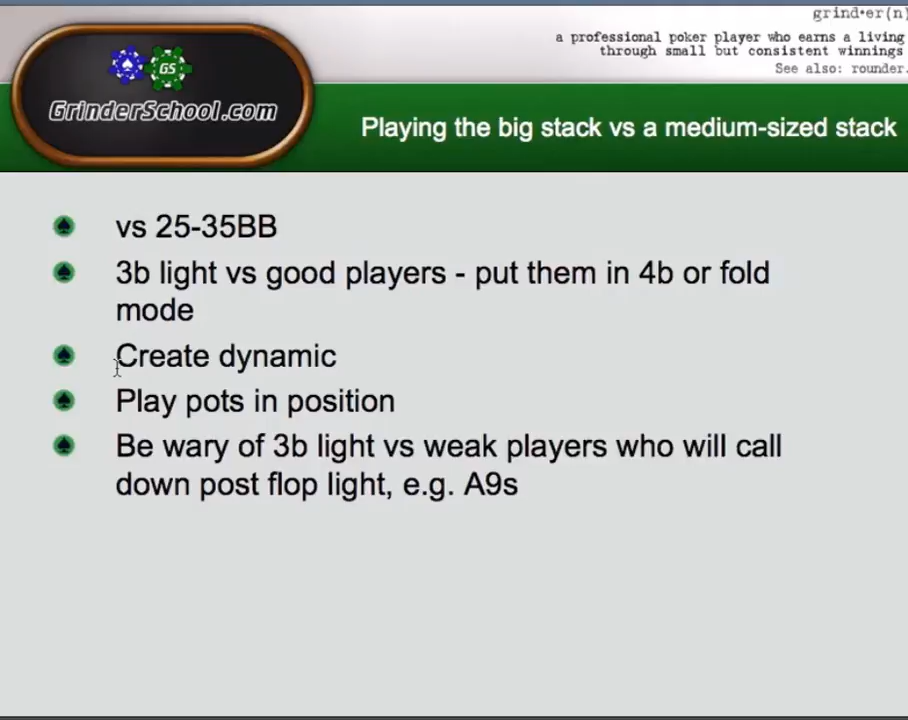 grind•er(n)
a professional poker player who earns a living
through small but consistent winnings
See also: rounder.
GS
GrinderSchool.com
Playing the big stack vs a medium-sized stack
vs 25-35BB
3b light vs good players - put them in 4b or fold
mode
Create dynamic
Play pots in position
Be wary of 3b light vs weak players who will call
down post flop light, e.g. A9s